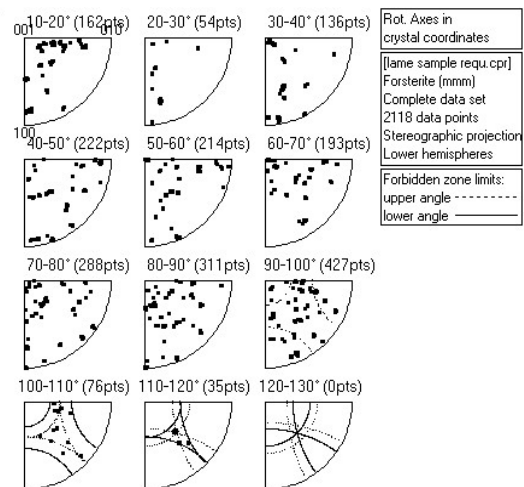 10-20° (162pts) 20-30° (54pts) 30-40° (136pts)
001 010
100
40-50° (222pts) 50-60° (214pts) 60-70° (193pts)
70-80° (288pts) 80-90° (311pts) 90-100° (427pts)
100-110° (76pts) 110-120° (35pts) 120-130° (0pts)
Rot. Axes in
crystal coordinates
[lame sample requ.cpr]
Forsterite (mmm)
Complete data set
2118 data points
Stereographic projection
Lower hemispheres
Forbidden zone limits:
upper angle
lower angle